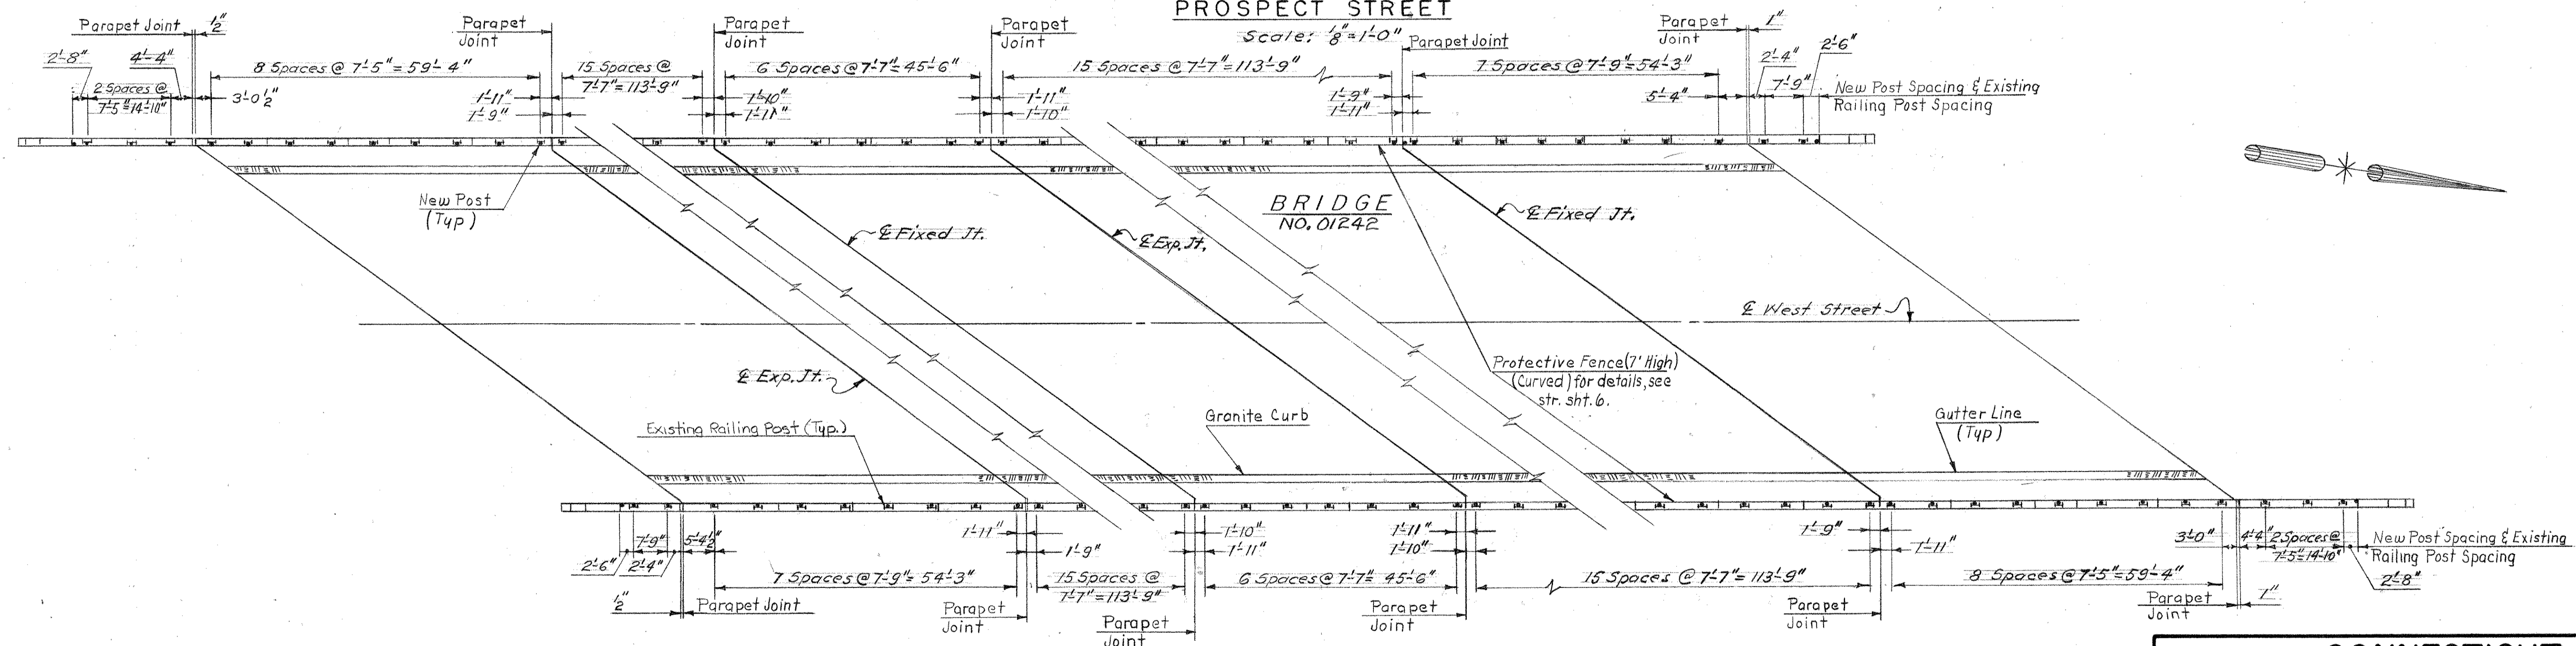 PROSPECT STREET
Scale: 1/8" = 1'-0"
Parapet Joint
1/2"
Parapet
Joint
Parapet
Joint
Parapet
Joint
Parapet Joint
Parapet
Joint
1"
2'-8"
4'-4"
8 Spaces @ 7'-5" = 59'-4"
15 Spaces @
7'-7" = 113'-9"
6 Spaces @ 7'-7" = 45'-6"
15 Spaces @ 7'-7" = 113'-9"
7 Spaces @ 7'-9" = 54'-3"
2'-4"
2'-6"
2 Spaces @
7'-5" = 14'-10"
3'-0 1/2"
1'-11"
1'-9"
1'-10"
1'-11"
1'-11"
1'-10"
1'-9"
1'-11"
5'-4"
7'-9"
New Post Spacing & Existing
Railing Post Spacing
New Post
(Typ)
BRIDGE
NO. 01242
℄ Fixed Jt.
℄ Exp. Jt.
℄ Fixed Jt.
℄ West Street
℄ Exp. Jt.
Protective Fence (7' High)
(Curved) for details, see
str. sht. 6.
Existing Railing Post (Typ.)
Granite Curb
Gutter Line
(Typ)
7'-9"
5'-4 1/2"
2'-6"
2'-4"
1'-11"
1'-9"
1'-10"
1'-11"
1'-11"
1'-10"
1'-9"
1'-11"
3'-0"
4'-4"
2 Spaces @
7'-5" = 14'-10"
New Post Spacing & Existing
Railing Post Spacing
2'-8"
7 Spaces @ 7'-9" = 54'-3"
15 Spaces @
7'-7" = 113'-9"
6 Spaces @ 7'-7" = 45'-6"
15 Spaces @ 7'-7" = 113'-9"
8 Spaces @ 7'-5" = 59'-4"
1/2"
Parapet Joint
Parapet
Joint
Parapet
Joint
Parapet
Joint
Parapet
Joint
Parapet
Joint
1"
CONNECTICUT